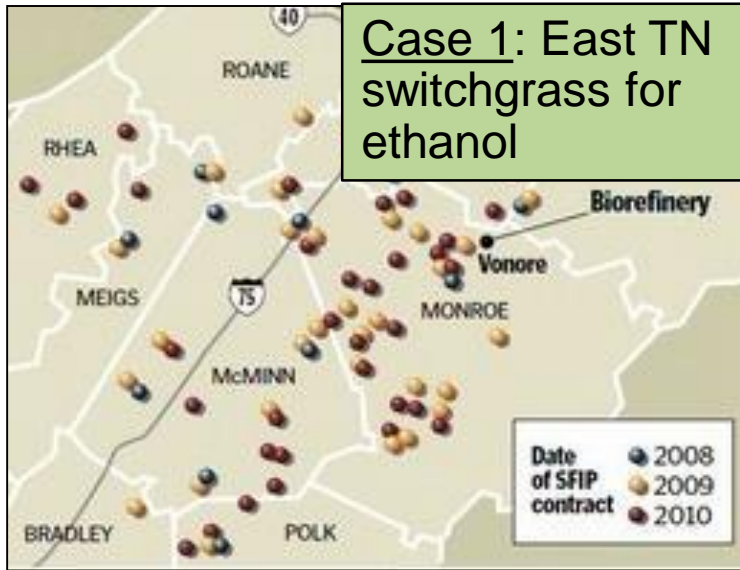 40
Case 1: East TN
switchgrass for
ethanol
ROANE
RHEA
Biorefinery
Vonore
MEIGS
75
MONROE
McMINN
Date
of SFIP
contract
2008
2009
2010
BRADLEY
POLK